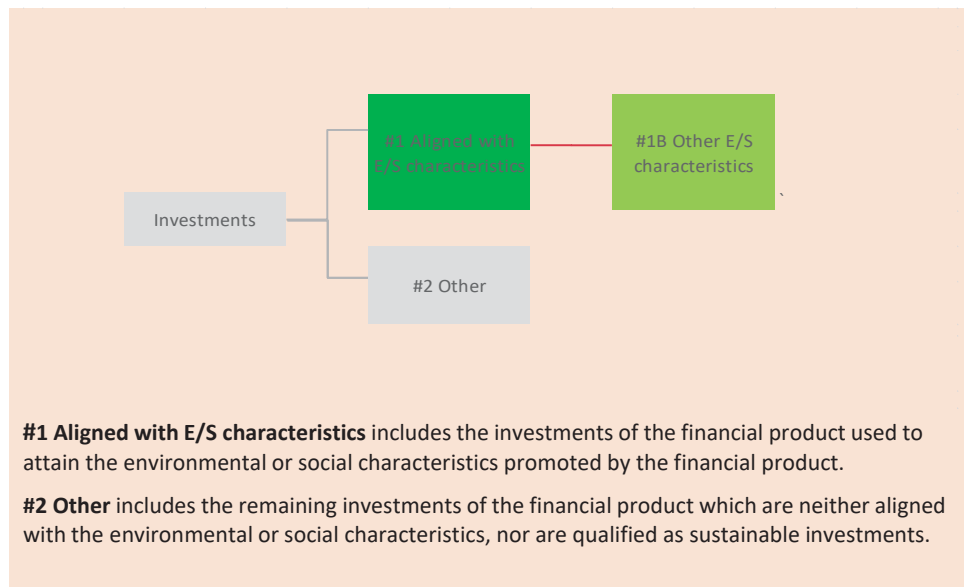 #1 Aligned with
E/S characteristics
#1B Other E/S
characteristics
`
Investments
#2 Other
#1 Aligned with E/S characteristics includes the investments of the financial product used to
attain the environmental or social characteristics promoted by the financial product.
#2 Other includes the remaining investments of the financial product which are neither aligned
with the environmental or social characteristics, nor are qualified as sustainable investments.